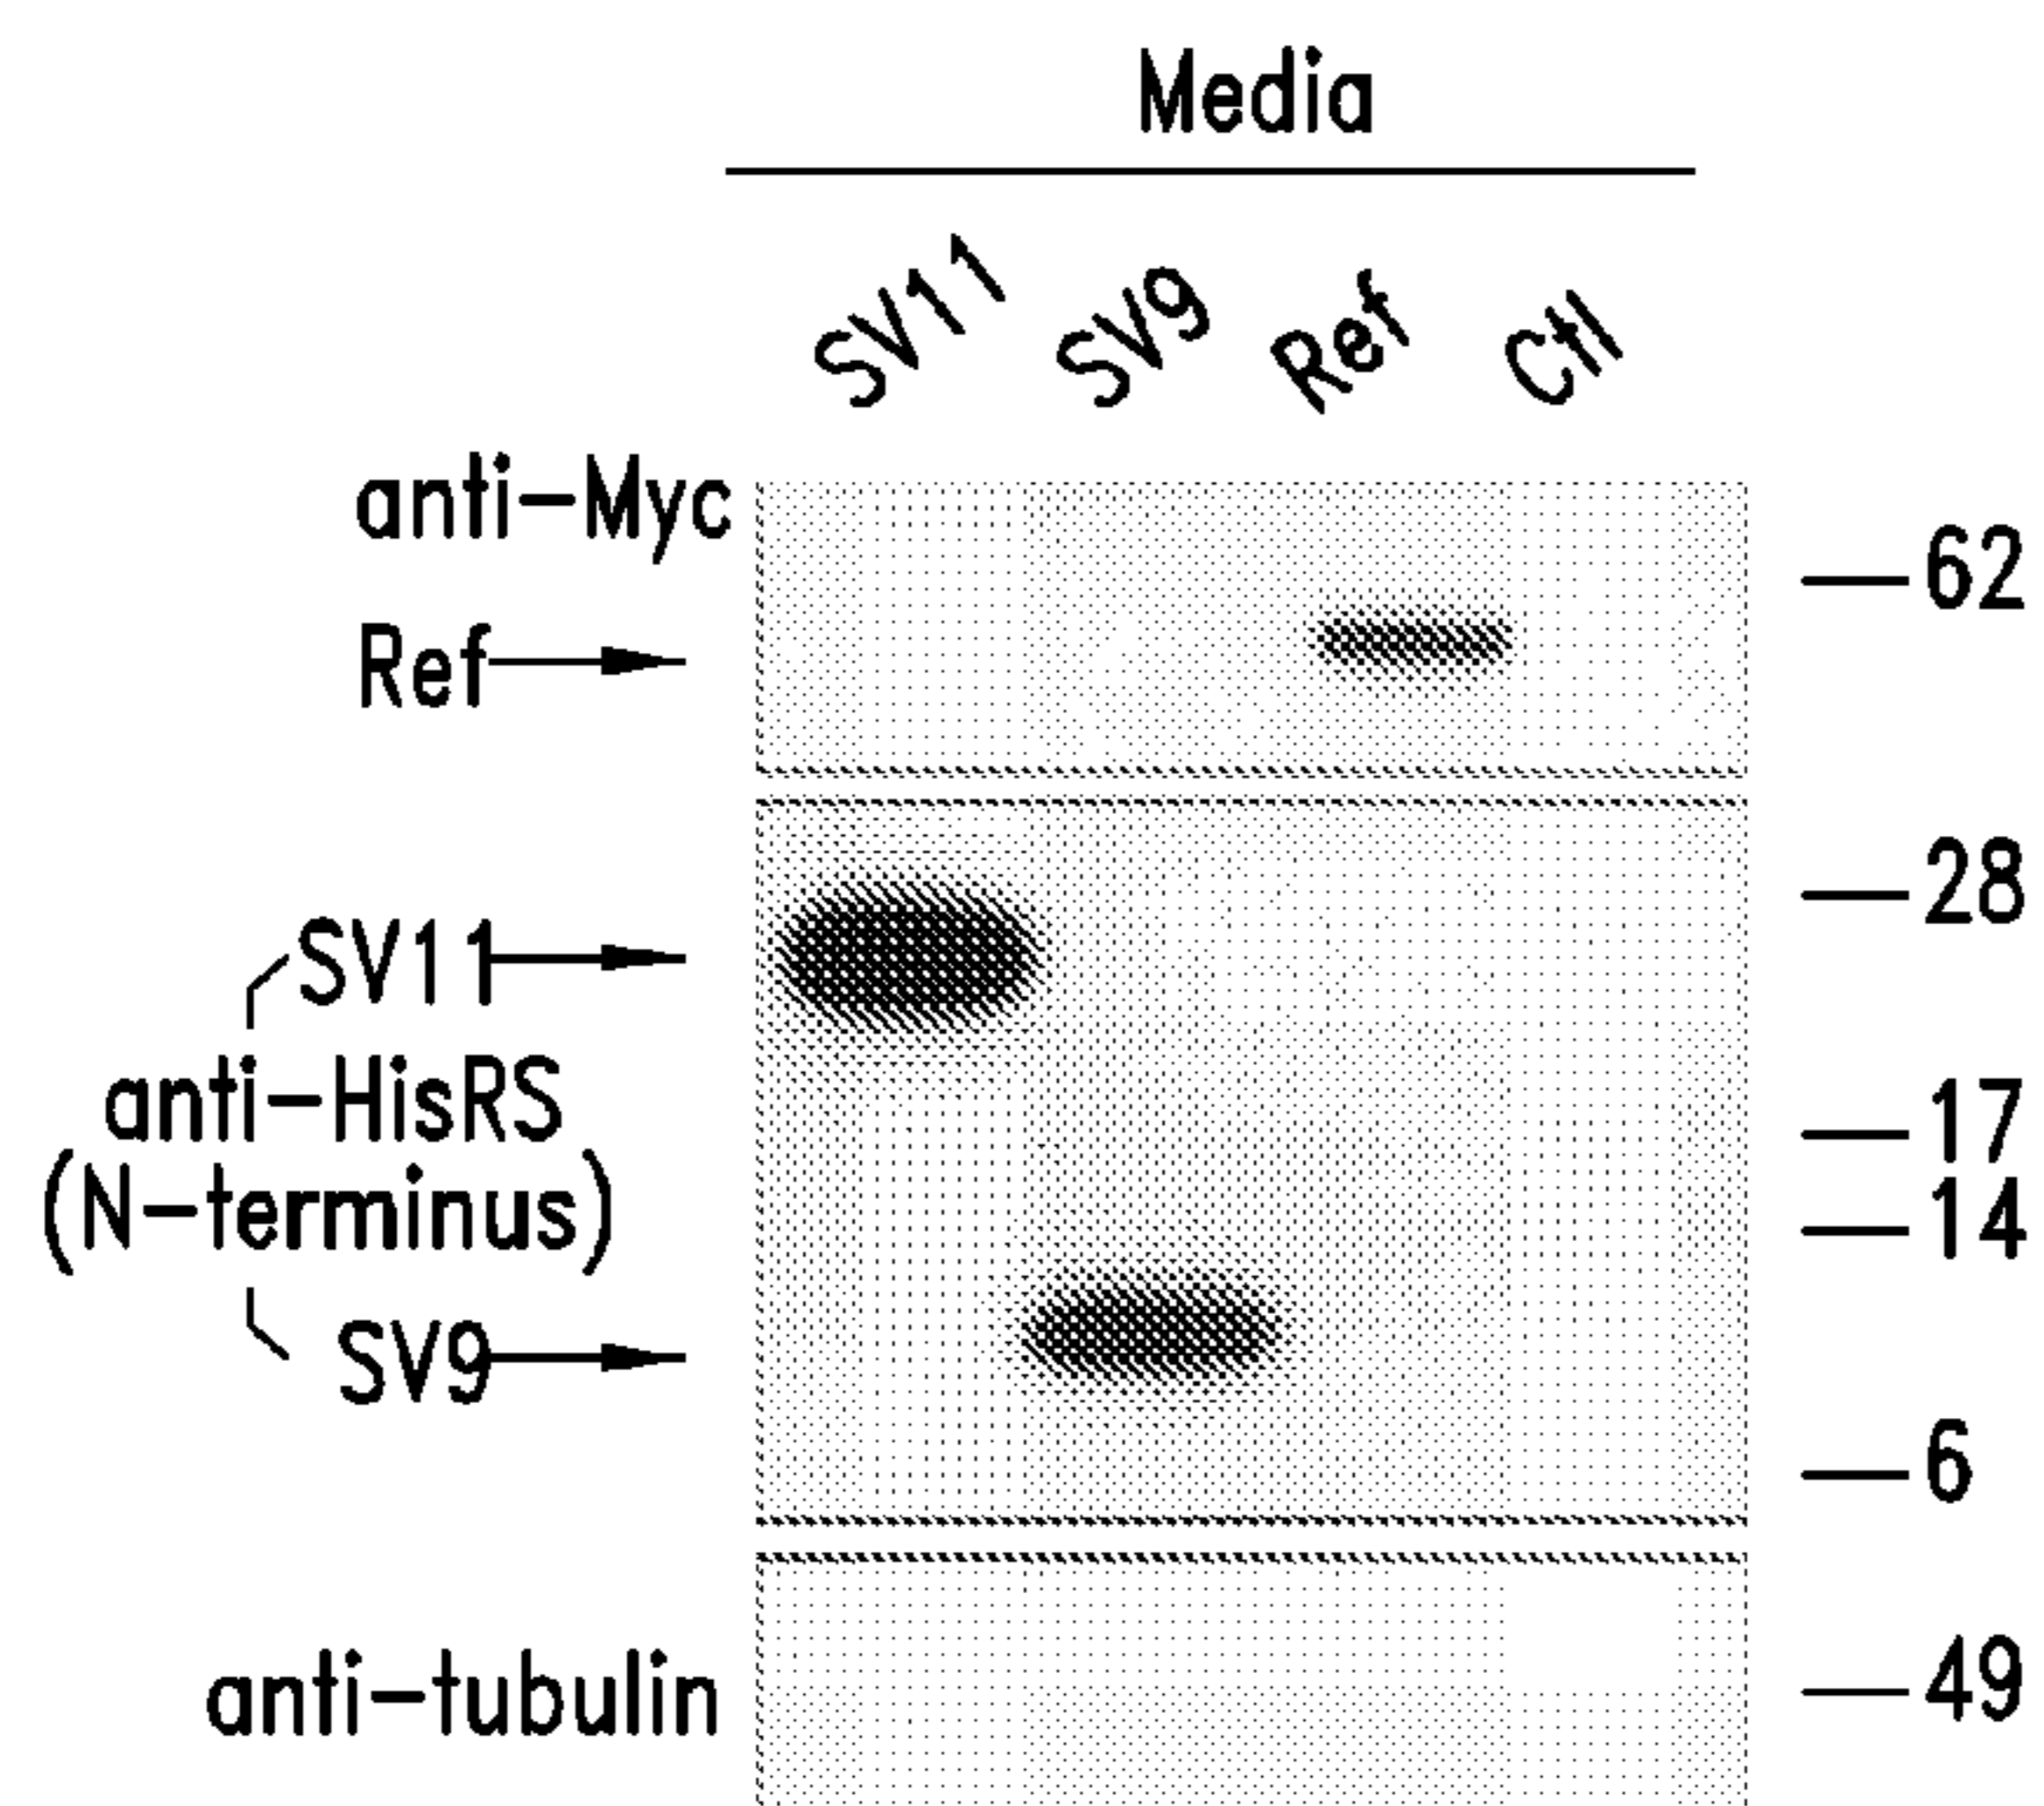 Media
SV11 SV9 Ref Ctl
anti-Myc
62
Ref
28
SV11
anti-HisRS
17
(N-terminus)
14
SV9
6
anti-tubulin
49